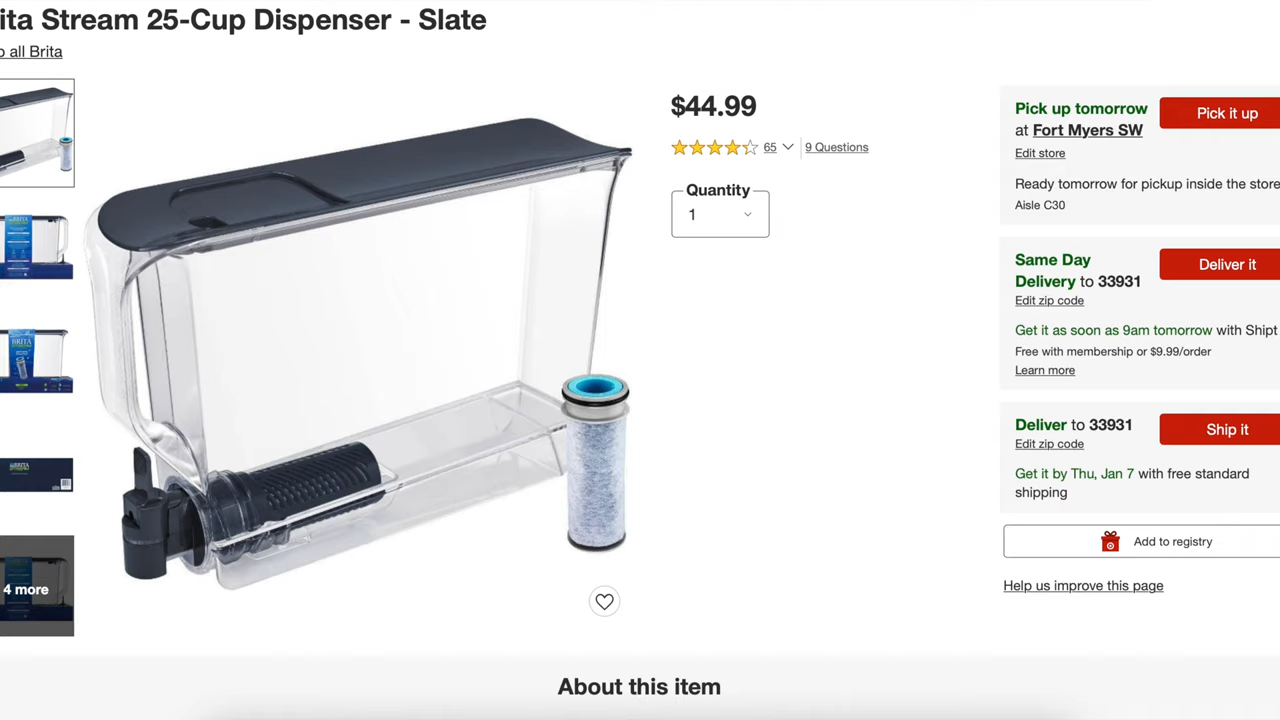 ita Stream 25-Cup Dispenser - Slate
o all Brita
$44.99
65
9 Questions
Quantity
1
Pick up tomorrow
at Fort Myers SW
Edit store
Ready tomorrow for pickup inside the store
Aisle C30
Pick it up
Same Day
Delivery to 33931
Edit zip code
Deliver it
Get it as soon as 9am tomorrow with Shipt
Free with membership or $9.99/order
Learn more
Deliver to 33931
Edit zip code
Ship it
Get it by Thu, Jan 7 with free standard
shipping
Add to registry
Help us improve this page
BRITA
BRITA
BRITA
4 more
About this item